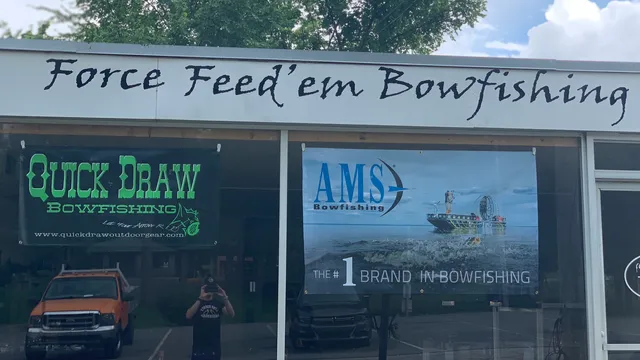 Force Feed'em Bowfishing
QUICK DRAW
BOWFISHING
www.quickdrawoutdoorgear.com
AMS
Bowfishing
THE #1 BRAND IN BOWFISHING